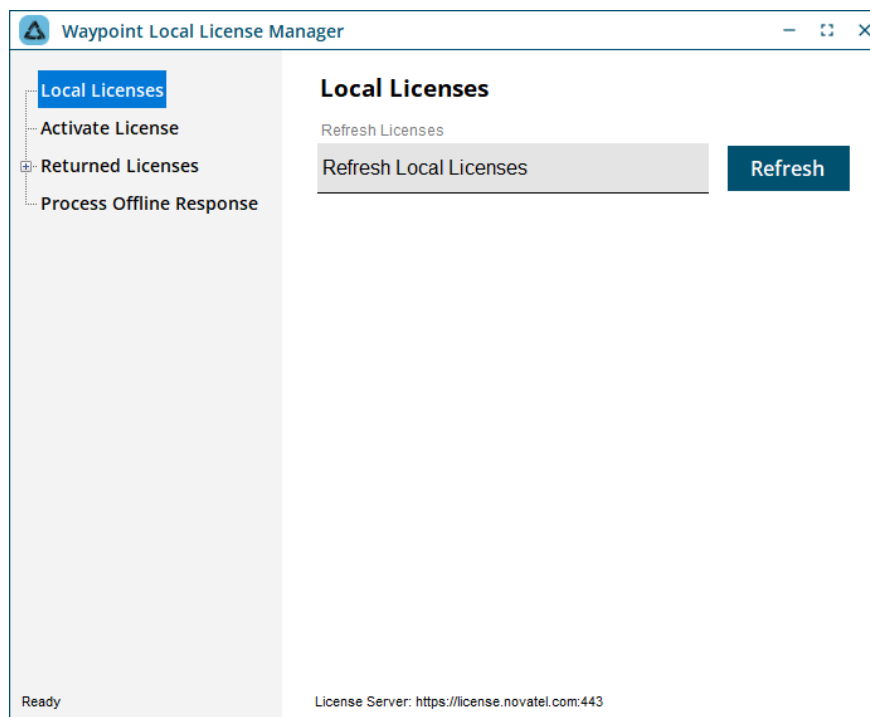 Waypoint Local License Manager
Local Licenses
Activate License
Returned Licenses
Process Offline Response
Local Licenses
Refresh Licenses
Refresh Local Licenses
Refresh
Ready
License Server: https://license.novatel.com:443